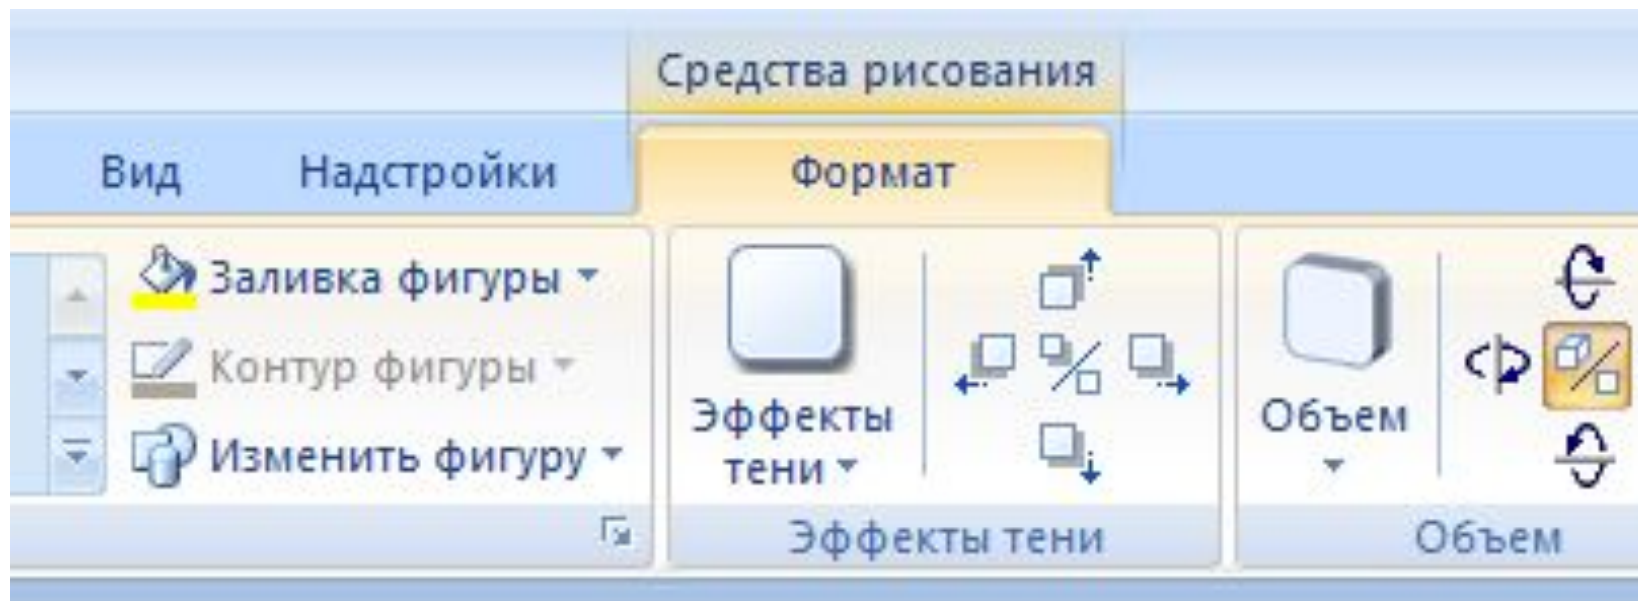 Средства рисования
Вид Надстройки Формат
Заливка фигуры
Контур фигуры
Изменить фигуру
Эффекты
тени
Объем
Эффекты тени
Объем